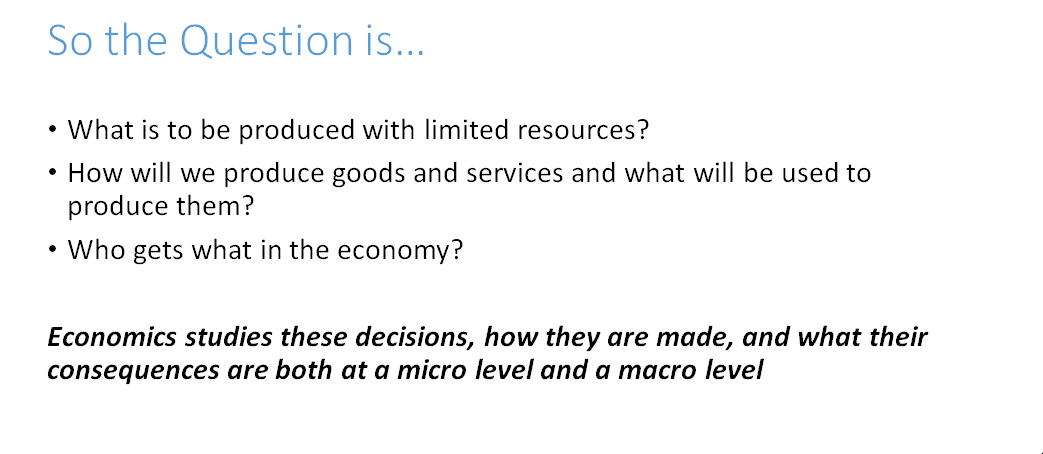 So the Question is...
• What is to be produced with limited resources?
• How will we produce goods and services and what will be used to
produce them?
• Who gets what in the economy?
Economics studies these decisions, how they are made, and what their
consequences are both at a micro level and a macro level